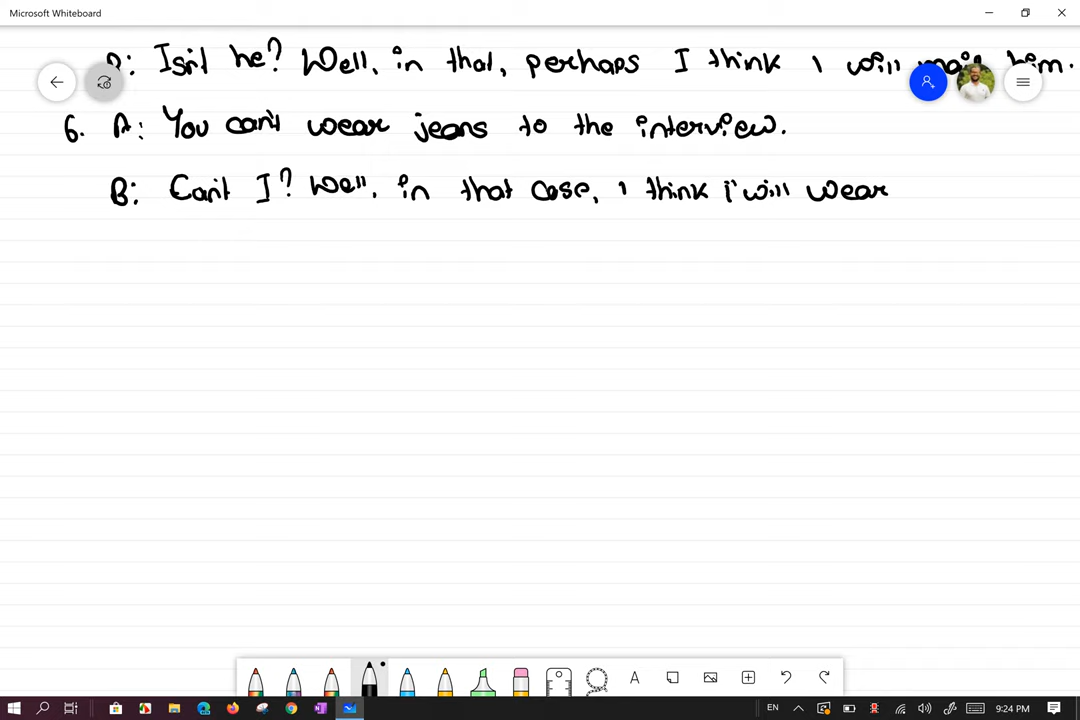 Microsoft Whiteboard
B: Isn't he? Well, in that, perhaps I think I will mail him.
6. A: You can't wear jeans to the interview.
B: Can't I? Well, in that case, I think i'will wear
A
EN
9:24 PM